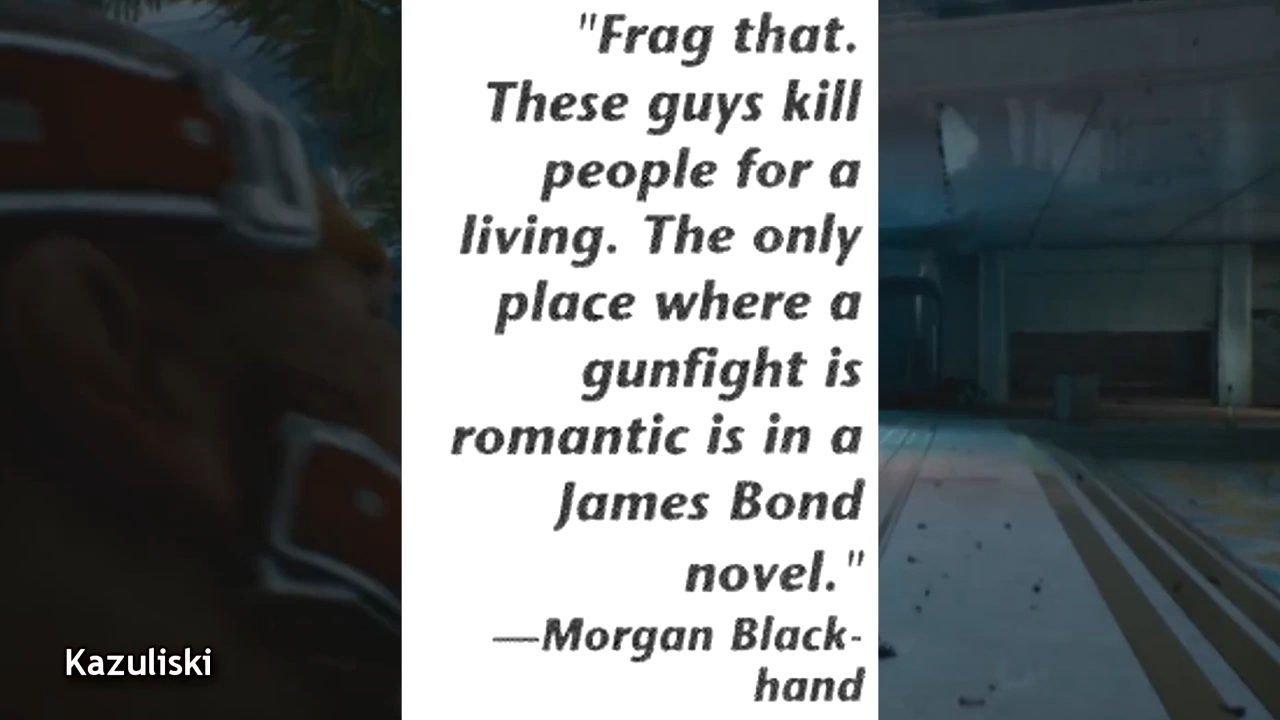 "Frag that.
These guys kill
people for a
living. The only
place where a
gunfight is
romantic is in a
James Bond
novel."
—Morgan Black-
hand
Kazuliski